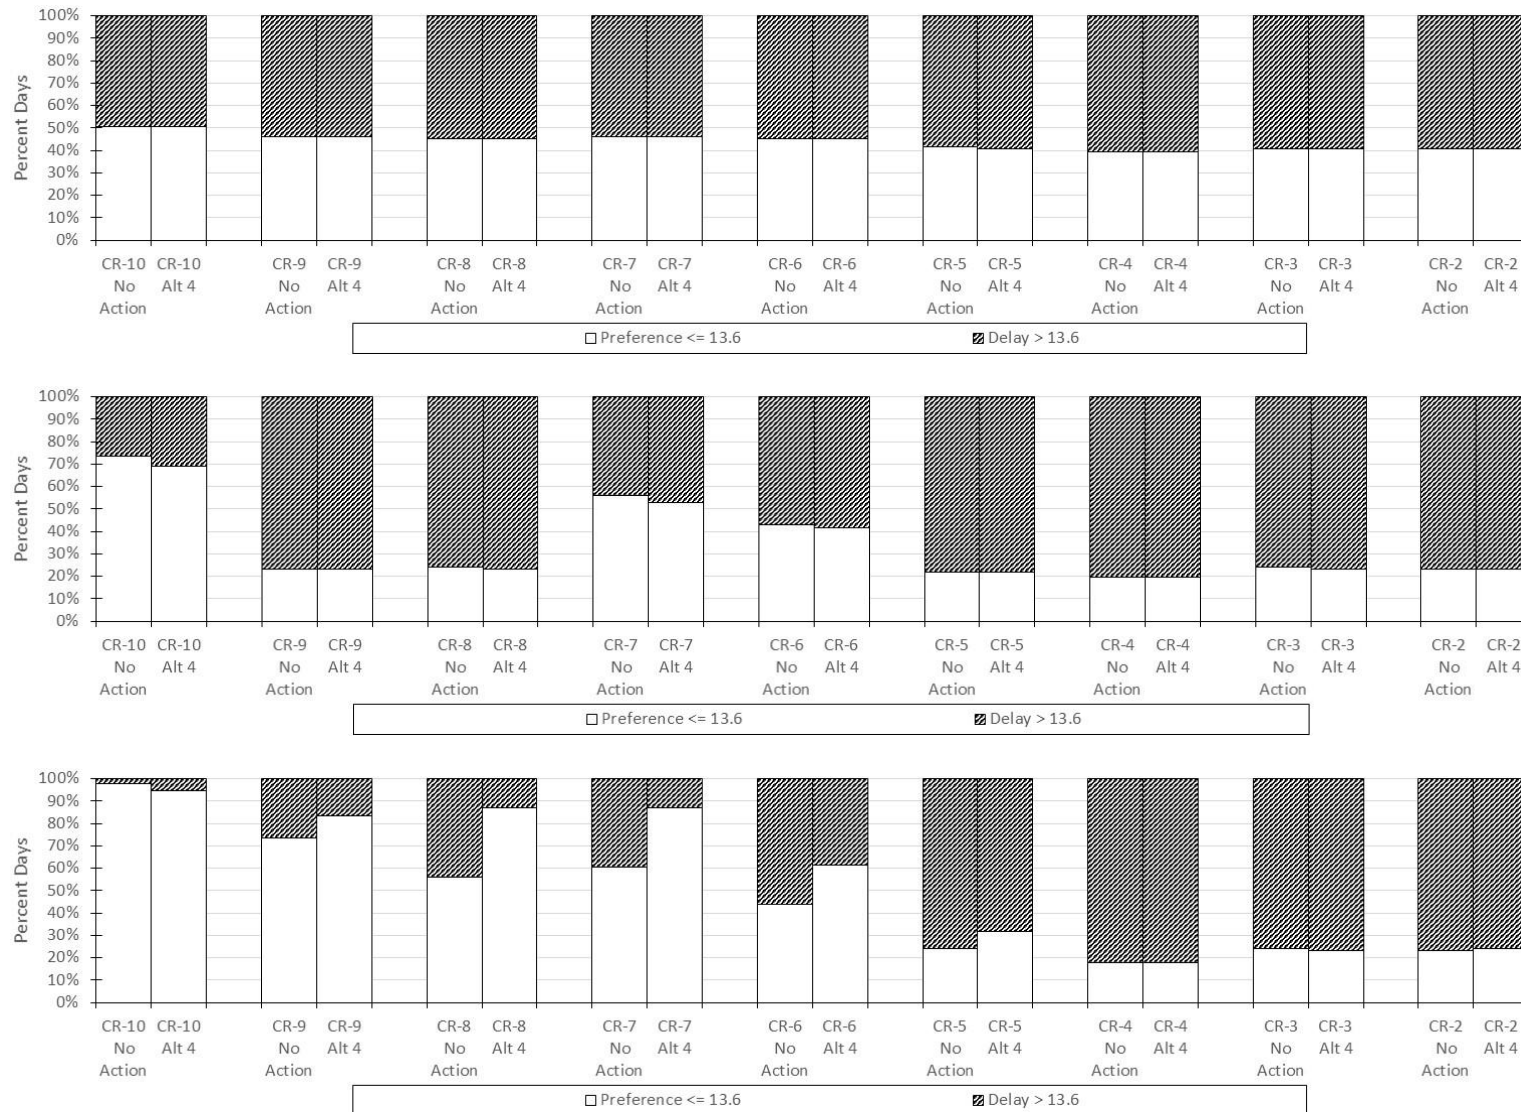 100%
90%
80%
70%
60%
50%
40%
30%
20%
10%
0%
Percent Days
CR-10 CR-10 CR-9 CR-9 CR-8 CR-8 CR-7 CR-7 CR-6 CR-6 CR-5 CR-5 CR-4 CR-4 CR-3 CR-3 CR-2 CR-2
No Alt 4 No Alt 4 No Alt 4 No Alt 4 No Alt 4 No Alt 4 No Alt 4 No Alt 4 No Alt 4
Action Action Action Action Action Action Action Action Action
Preference <= 13.6 Delay > 13.6
100%
90%
80%
70%
60%
50%
40%
30%
20%
10%
0%
Percent Days
CR-10 CR-10 CR-9 CR-9 CR-8 CR-8 CR-7 CR-7 CR-6 CR-6 CR-5 CR-5 CR-4 CR-4 CR-3 CR-3 CR-2 CR-2
No Alt 4 No Alt 4 No Alt 4 No Alt 4 No Alt 4 No Alt 4 No Alt 4 No Alt 4 No Alt 4
Action Action Action Action Action Action Action Action Action
Preference <= 13.6 Delay > 13.6
100%
90%
80%
70%
60%
50%
40%
30%
20%
10%
0%
Percent Days
CR-10 CR-10 CR-9 CR-9 CR-8 CR-8 CR-7 CR-7 CR-6 CR-6 CR-5 CR-5 CR-4 CR-4 CR-3 CR-3 CR-2 CR-2
No Alt 4 No Alt 4 No Alt 4 No Alt 4 No Alt 4 No Alt 4 No Alt 4 No Alt 4 No Alt 4
Action Action Action Action Action Action Action Action Action
Preference <= 13.6 Delay > 13.6